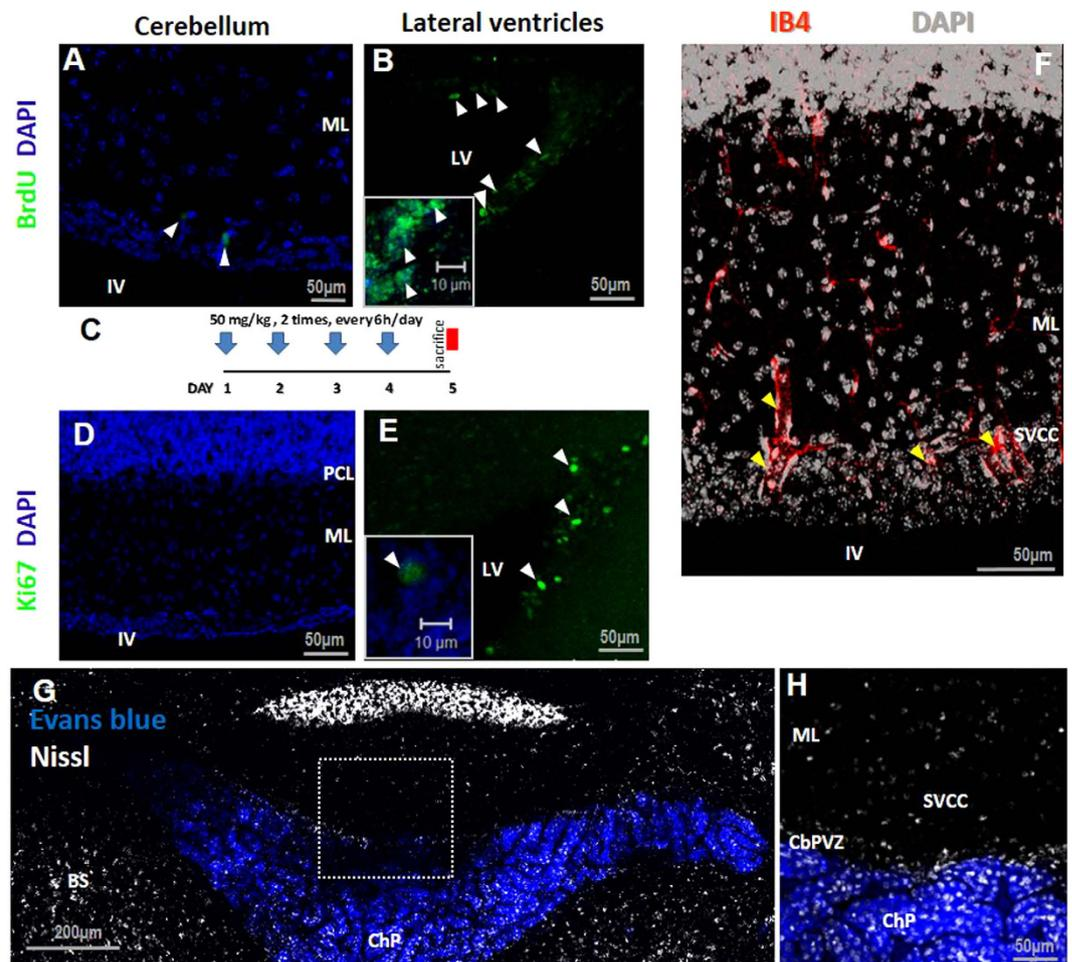 Cerebellum
Lateral ventricles
IB4 DAPI
BrdU DAPI
A
ML
IV
50µm
B
LV
10 µm
50µm
C
50 mg/kg , 2 times, every6h/day
sacrifice
DAY 1 2 3 4 5
Ki67 DAPI
D
PCL
ML
IV
50µm
E
LV
10 µm
50µm
F
ML
SVCC
IV
50µm
G
Evans blue
Nissl
BS
200µm
ChP
H
ML
SVCC
CbPVZ
ChP
50µm